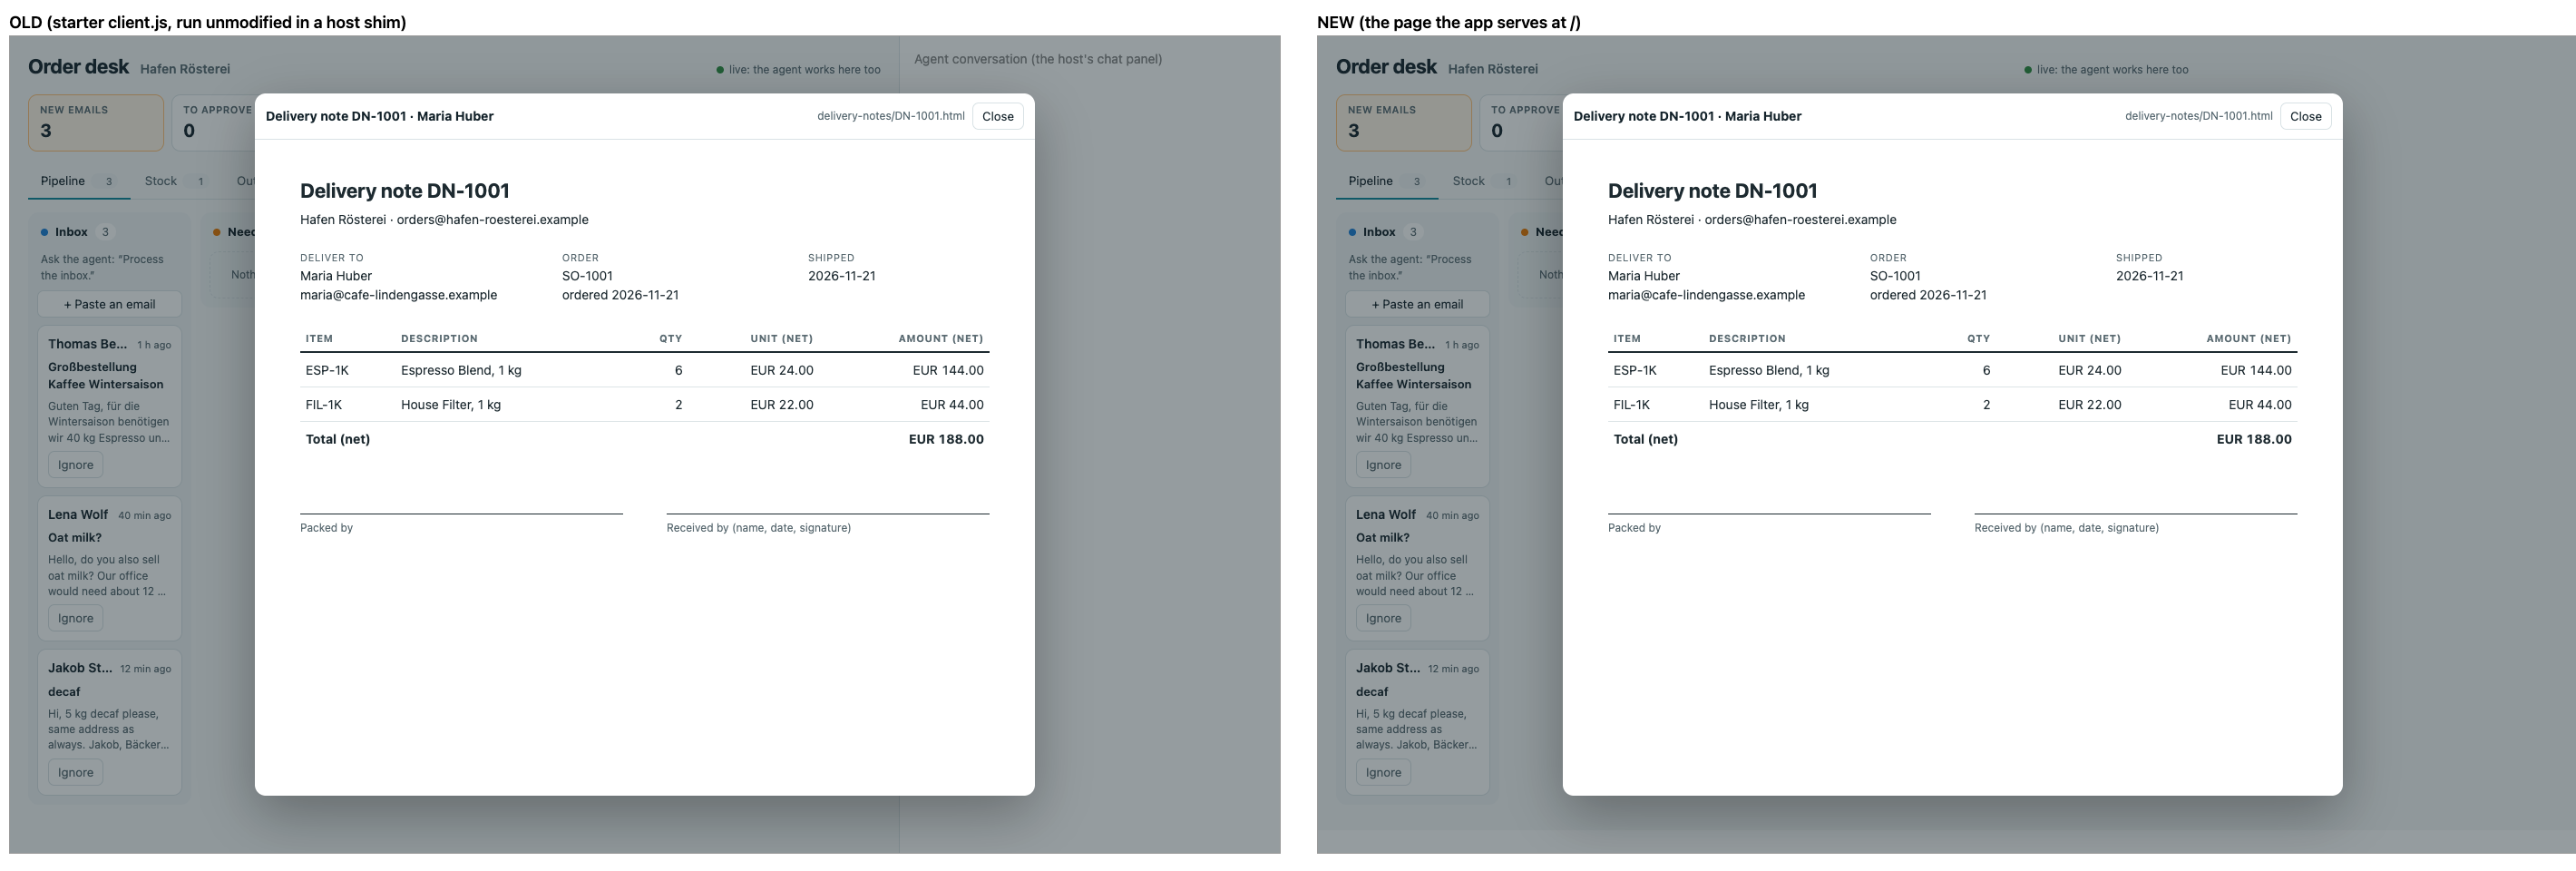 OLD (starter client.js, run unmodified in a host shim)
Order desk Hafen Rösterei
live: the agent works here too
Agent conversation (the host's chat panel)
NEW EMAILS
3
TO APPROVE
0
Pipeline 3 Stock 1 Out
Inbox 3
Ask the agent: “Process
the inbox.”
+ Paste an email
Thomas Be... 1 h ago
Großbestellung
Kaffee Wintersaison
Guten Tag, für die
Wintersaison benötigen
wir 40 kg Espresso un...
Ignore
Lena Wolf 40 min ago
Oat milk?
Hello, do you also sell
oat milk? Our office
would need about 12 ...
Ignore
Jakob St... 12 min ago
decaf
Hi, 5 kg decaf please,
same address as
always. Jakob, Bäcker...
Ignore
Need
Noth
Delivery note DN-1001 · Maria Huber
delivery-notes/DN-1001.html
Close
Delivery note DN-1001
Hafen Rösterei · orders@hafen-roesterei.example
DELIVER TO ORDER SHIPPED
Maria Huber SO-1001 2026-11-21
maria@cafe-lindengasse.example ordered 2026-11-21
ITEM DESCRIPTION QTY UNIT (NET) AMOUNT (NET)
ESP-1K Espresso Blend, 1 kg 6 EUR 24.00 EUR 144.00
FIL-1K House Filter, 1 kg 2 EUR 22.00 EUR 44.00
Total (net) EUR 188.00
Packed by Received by (name, date, signature)
NEW (the page the app serves at /)
Order desk Hafen Rösterei
live: the agent works here too
NEW EMAILS
3
TO APPROVE
0
Pipeline 3 Stock 1 Out
Inbox 3
Ask the agent: “Process
the inbox.”
+ Paste an email
Thomas Be... 1 h ago
Großbestellung
Kaffee Wintersaison
Guten Tag, für die
Wintersaison benötigen
wir 40 kg Espresso un...
Ignore
Lena Wolf 40 min ago
Oat milk?
Hello, do you also sell
oat milk? Our office
would need about 12 ...
Ignore
Jakob St... 12 min ago
decaf
Hi, 5 kg decaf please,
same address as
always. Jakob, Bäcker...
Ignore
Need
Noth
Delivery note DN-1001 · Maria Huber
delivery-notes/DN-1001.html
Close
Delivery note DN-1001
Hafen Rösterei · orders@hafen-roesterei.example
DELIVER TO ORDER SHIPPED
Maria Huber SO-1001 2026-11-21
maria@cafe-lindengasse.example ordered 2026-11-21
ITEM DESCRIPTION QTY UNIT (NET) AMOUNT (NET)
ESP-1K Espresso Blend, 1 kg 6 EUR 24.00 EUR 144.00
FIL-1K House Filter, 1 kg 2 EUR 22.00 EUR 44.00
Total (net) EUR 188.00
Packed by Received by (name, date, signature)